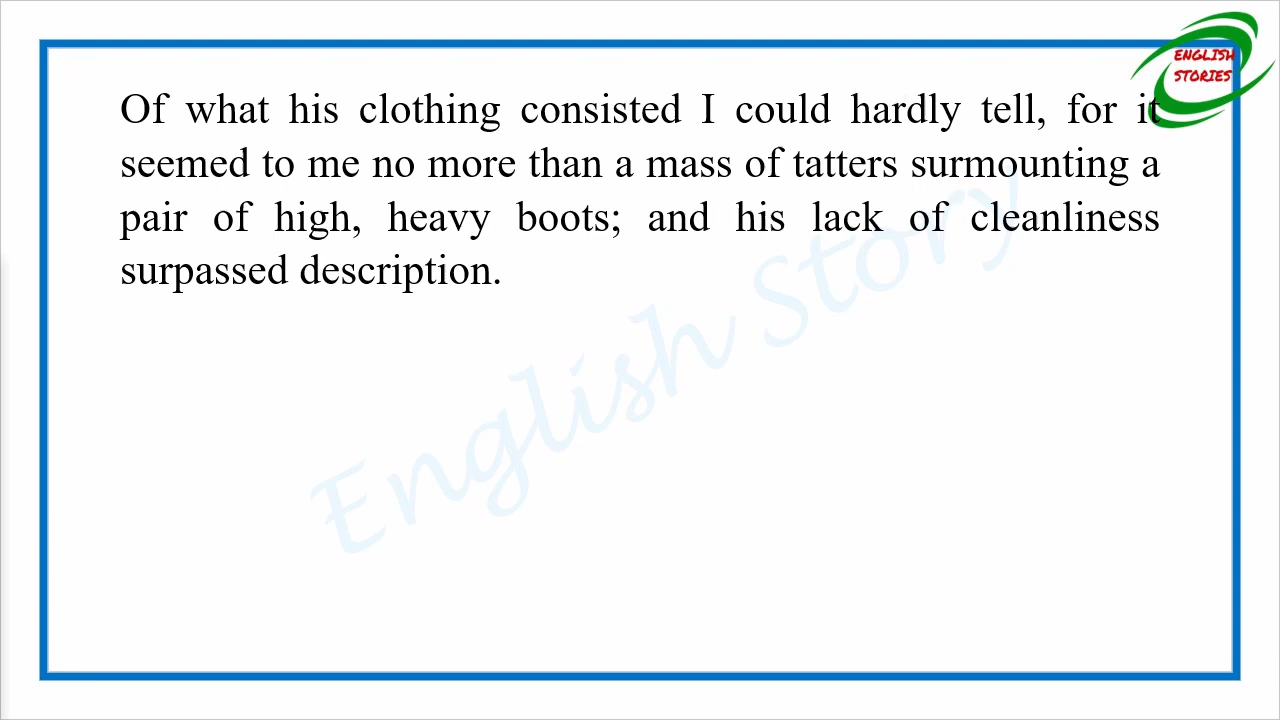 ENGLISH
STORIES
Of what his clothing consisted I could hardly tell, for it
seemed to me no more than a mass of tatters surmounting a
pair of high, heavy boots; and his lack of cleanliness
surpassed description.
English Story